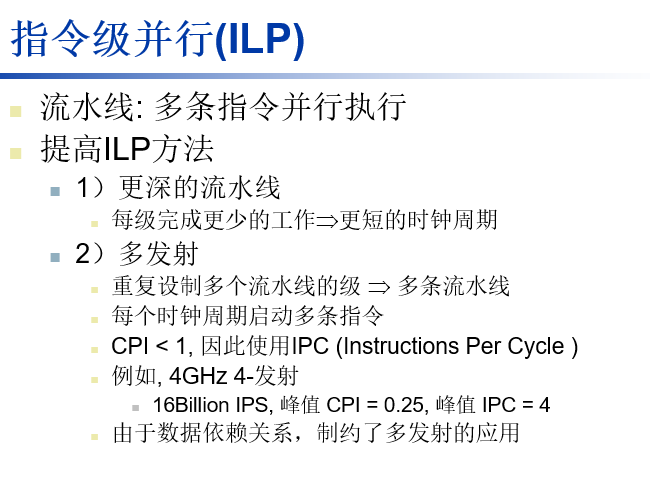 指令级并行(ILP)
流水线: 多条指令并行执行
提高ILP方法
1）更深的流水线
每级完成更少的工作⇒更短的时钟周期
2）多发射
重复设制多个流水线的级 ⇒ 多条流水线
每个时钟周期启动多条指令
CPI < 1, 因此使用IPC (Instructions Per Cycle )
例如, 4GHz 4-发射
16Billion IPS, 峰值 CPI = 0.25, 峰值 IPC = 4
由于数据依赖关系，制约了多发射的应用